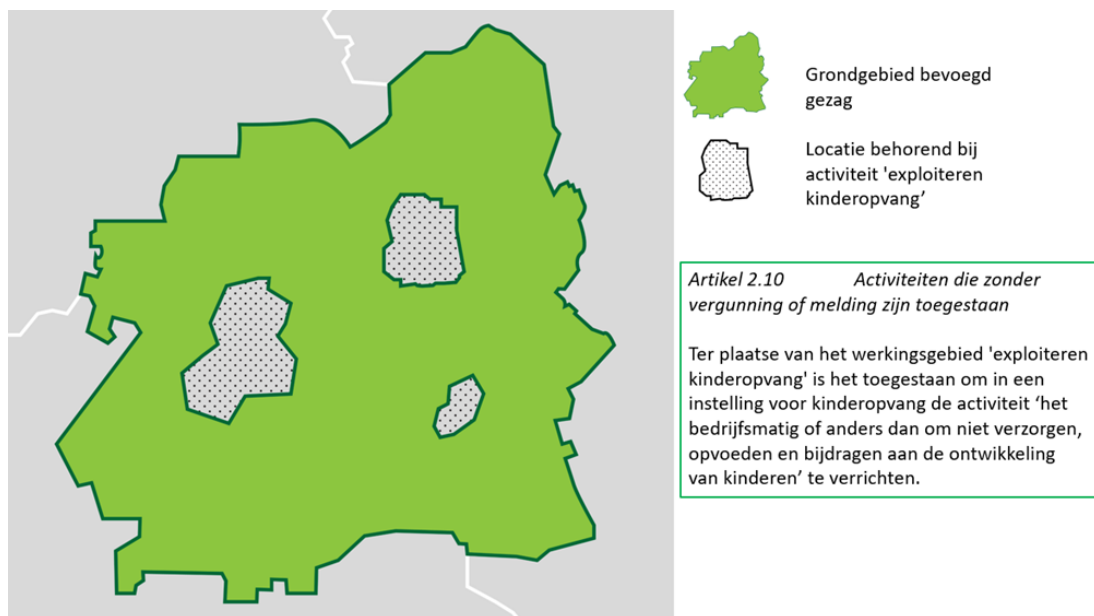 Grondgebied bevoegd
gezag
Locatie behorend bij
activiteit 'exploiteren
kinderopvang’
Artikel 2.10 Activiteiten die zonder
vergunning of melding zijn toegestaan
Ter plaatse van het werkingsgebied 'exploiteren
kinderopvang' is het toegestaan om in een
instelling voor kinderopvang de activiteit ‘het
bedrijfsmatig of anders dan om niet verzorgen,
opvoeden en bijdragen aan de ontwikkeling
van kinderen’ te verrichten.